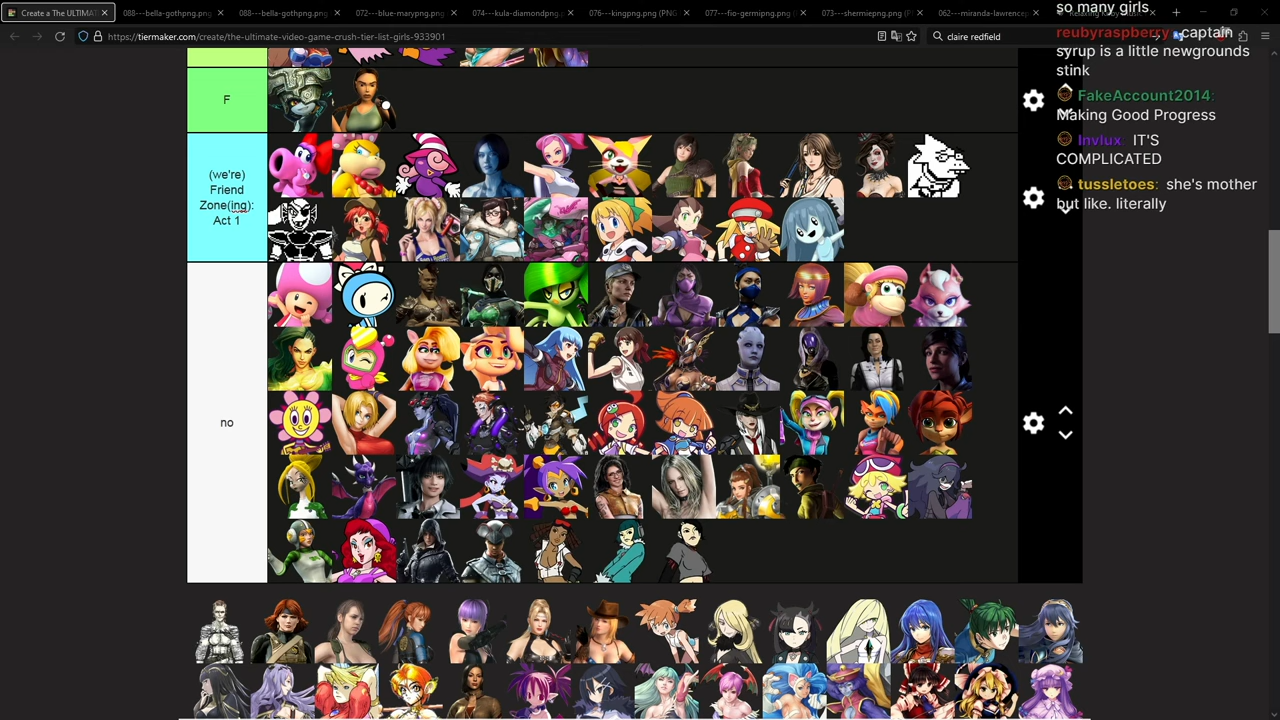 Create a The ULTIMAT
088---bella-gothpng.png
088---bella-gothpng.png
072---blue-marypng.png
074---kula-diamondpng.
076---kingpng.png (PNG
077---fio-germipng.png
073---shermiepng.png (P
062---miranda-lawrence
https://tiermaker.com/create/the-ultimate-video-game-crush-tier-list-girls-933901
claire redfield
so many girls
reubyraspberry: captain
syrup is a little newgrounds
stink
FakeAccount2014:
Making Good Progress
Invlux: IT'S
COMPLICATED
tussletoes: she's mother
but like. literally
F
(we're)
Friend
Zone(ing):
Act 1
no